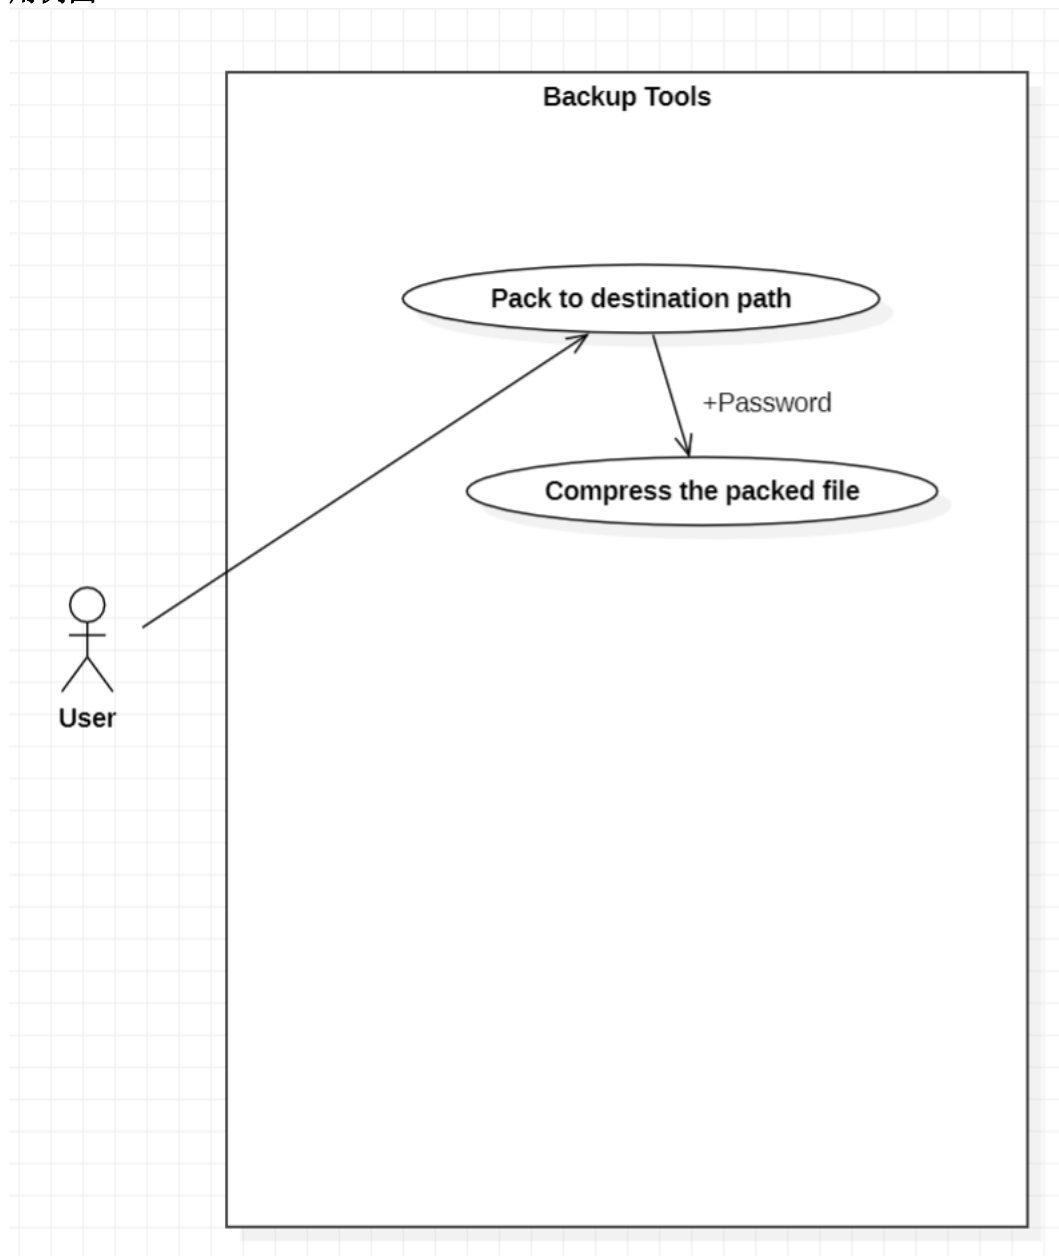 Backup Tools
Pack to destination path
+Password
Compress the packed file
User